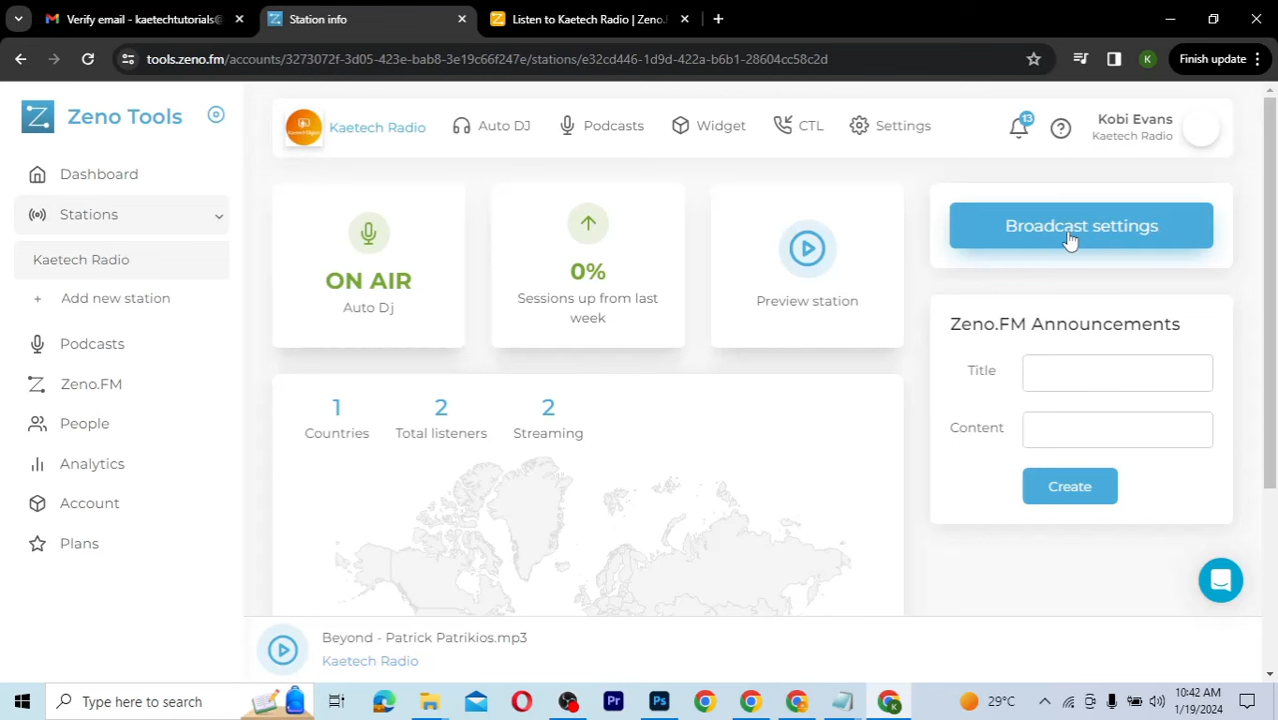 Verify email - kaetechtutorials@
Station info
Listen to Kaetech Radio | Zeno.F
tools.zeno.fm/accounts/3273072f-3d05-423e-bab8-3e19c66f247e/stations/e32cd446-1d9d-422a-b6b1-28604cc58c2d
K
Finish update
Zeno Tools
Kaetech Radio
Auto DJ
Podcasts
Widget
CTL
Settings
13
Kobi Evans
Kaetech Radio
Dashboard
Stations
Kaetech Radio
+ Add new station
Podcasts
Zeno.FM
People
Analytics
Account
Plans
ON AIR
Auto Dj
0%
Sessions up from last
week
Preview station
Broadcast settings
Zeno.FM Announcements
Title
Content
Create
1
Countries
2
Total listeners
2
Streaming
Beyond - Patrick Patrikios.mp3
Kaetech Radio
Type here to search
Pr
Ps
K
29°C
10:42 AM
1/19/2024